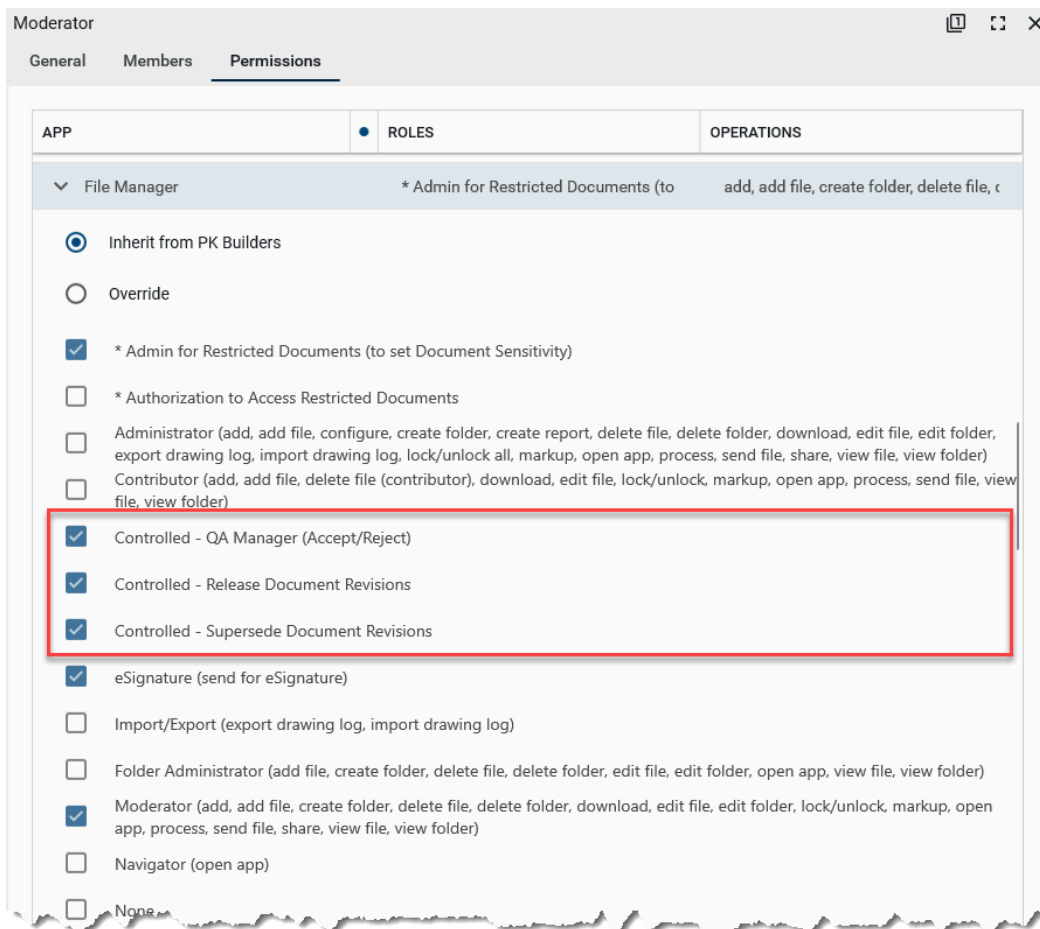 Moderator
General Members Permissions
APP ROLES OPERATIONS
File Manager * Admin for Restricted Documents (to add, add file, create folder, delete file, c
Inherit from PK Builders
Override
* Admin for Restricted Documents (to set Document Sensitivity)
* Authorization to Access Restricted Documents
Administrator (add, add file, configure, create folder, create report, delete file, delete folder, download, edit file, edit folder,
export drawing log, import drawing log, lock/unlock all, markup, open app, process, send file, share, view file, view folder)
Contributor (add, add file, delete file (contributor), download, edit file, lock/unlock, markup, open app, process, send file, view
file, view folder)
Controlled - QA Manager (Accept/Reject)
Controlled - Release Document Revisions
Controlled - Supersede Document Revisions
eSignature (send for eSignature)
Import/Export (export drawing log, import drawing log)
Folder Administrator (add file, create folder, delete file, delete folder, edit file, edit folder, open app, view file, view folder)
Moderator (add, add file, create folder, delete file, delete folder, download, edit file, edit folder, lock/unlock, markup, open
app, process, send file, share, view file, view folder)
Navigator (open app)
None